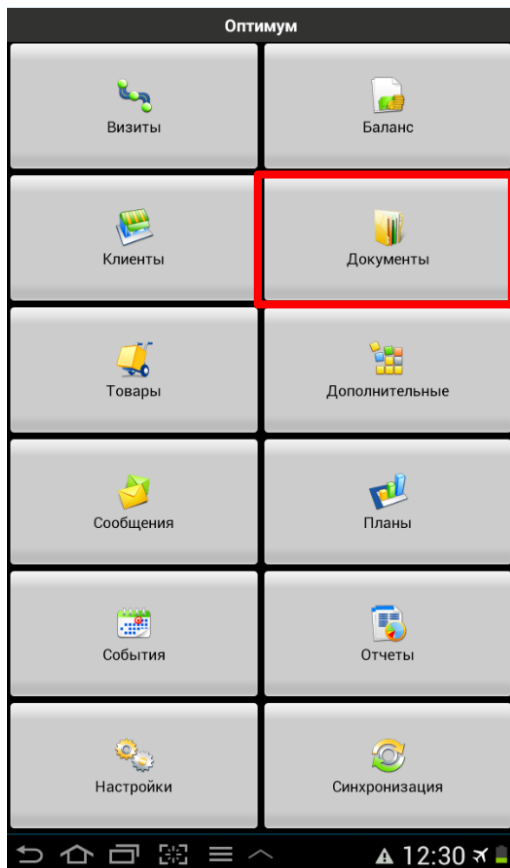 Оптимум
Визиты
Баланс
Клиенты
Документы
Товары
Дополнительные
Сообщения
Планы
События
Отчеты
Настройки
Синхронизация
12:30